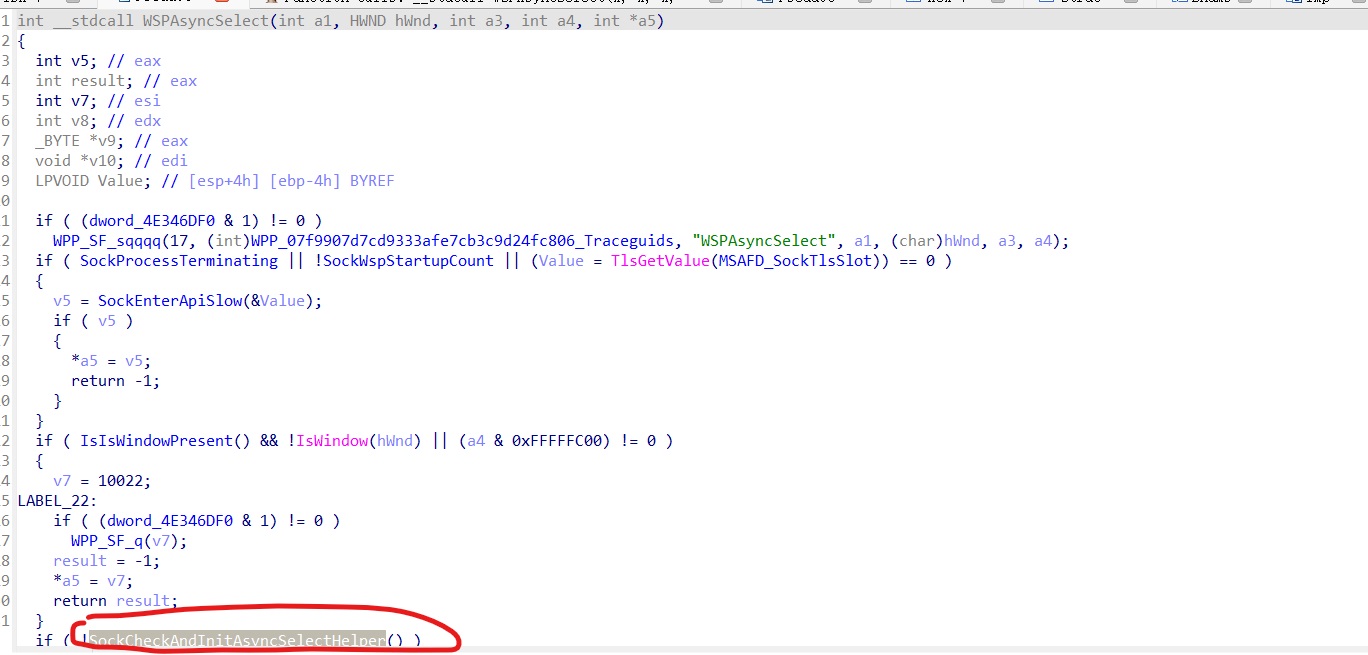 1 int __stdcall WSPAsyncSelect(int a1, HWND hWnd, int a3, int a4, int *a5)
2 {
3 int v5; // eax
4 int result; // eax
5 int v7; // esi
6 int v8; // edx
7 _BYTE *v9; // eax
8 void *v10; // edi
9 LPVOID Value; // [esp+4h] [ebp-4h] BYREF
0
1 if ( (dword_4E346DF0 & 1) != 0 )
2 WPP_SF_sqqqq(17, (int)WPP_07f9907d7cd9333afe7cb3c9d24fc806_Traceguids, "WSPAsyncSelect", a1, (char)hWnd, a3, a4);
3 if ( SockProcessTerminating || !SockWspStartupCount || (Value = TlsGetValue(MSAFD_SockTlsSlot)) == 0 )
4 {
5 v5 = SockEnterApiSlow(&Value);
6 if ( v5 )
7 {
8 *a5 = v5;
9 return -1;
0 }
1 }
2 if ( IsIsWindowPresent() && !IsWindow(hWnd) || (a4 & 0xFFFFFC00) != 0 )
3 {
4 v7 = 10022;
5 LABEL_22:
6 if ( (dword_4E346DF0 & 1) != 0 )
7 WPP_SF_q(v7);
8 result = -1;
9 *a5 = v7;
0 return result;
1 }
if ( !SockCheckAndInitAsyncSelectHelper() )